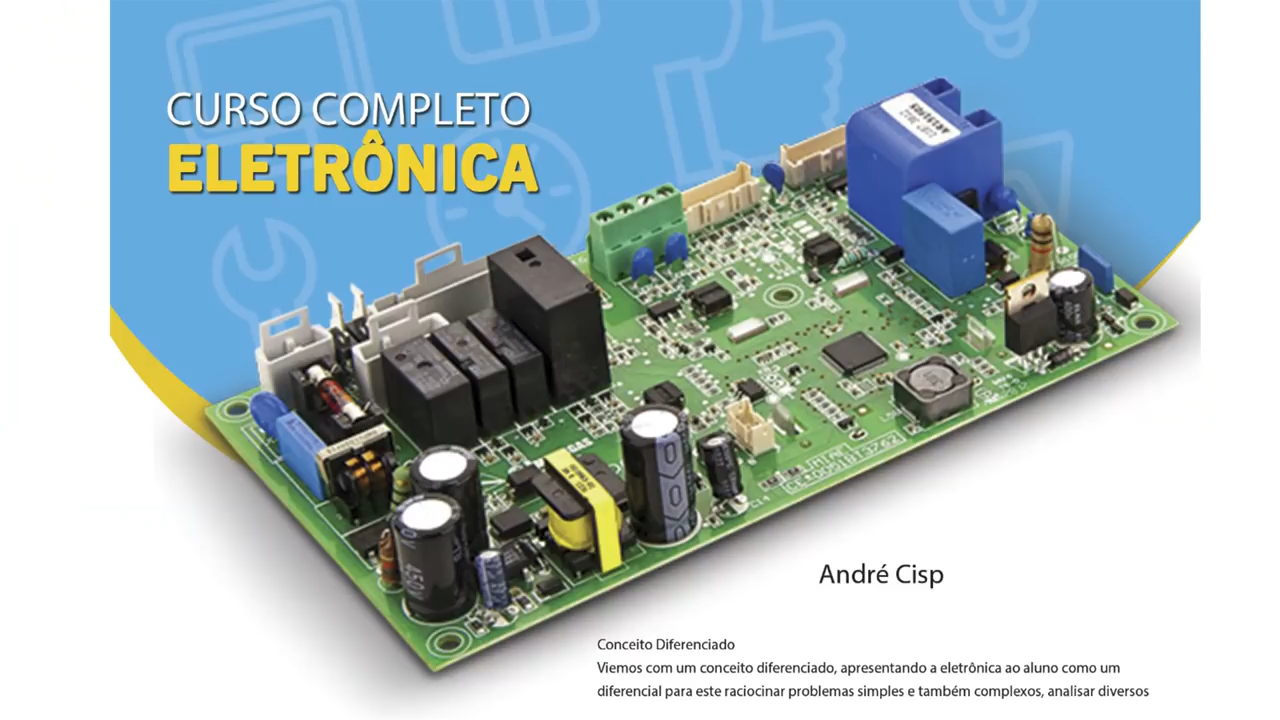 CURSO COMPLETO
ELETRÔNICA
André Cisp
Conceito Diferenciado
Viemos com um conceito diferenciado, apresentando a eletrônica ao aluno como um
diferencial para este raciocinar problemas simples e também complexos, analisar diversos